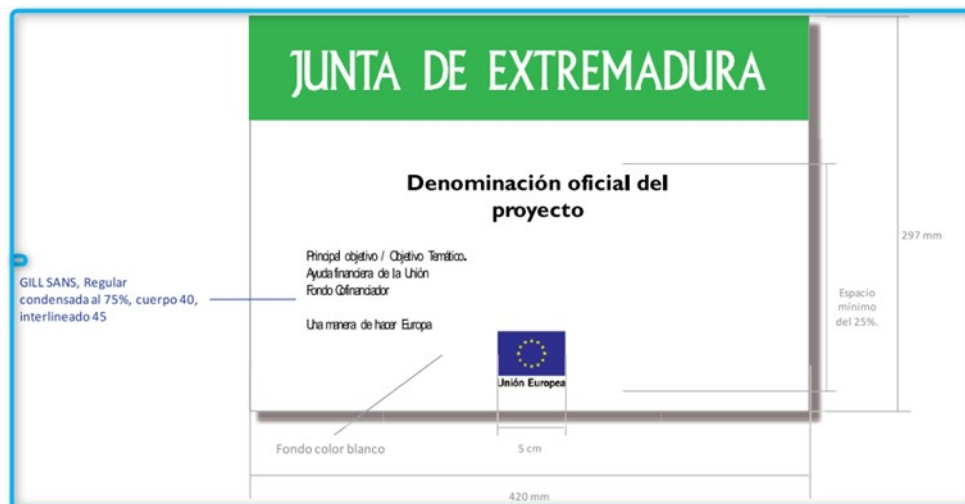 JUNTA DE EXTREMADURA
Denominación oficial del
proyecto
297 mm
Principal objetivo / Objetivo Temático.
Ayuda financiera de la Unión
Fondo Cofinanciador
GILL SANS, Regular
condensada al 75%, cuerpo 40,
interlineado 45
Espacio
mínimo
del 25%.
Una manera de hacer Europa
Unión Europea
Fondo color blanco
5 cm
420 mm